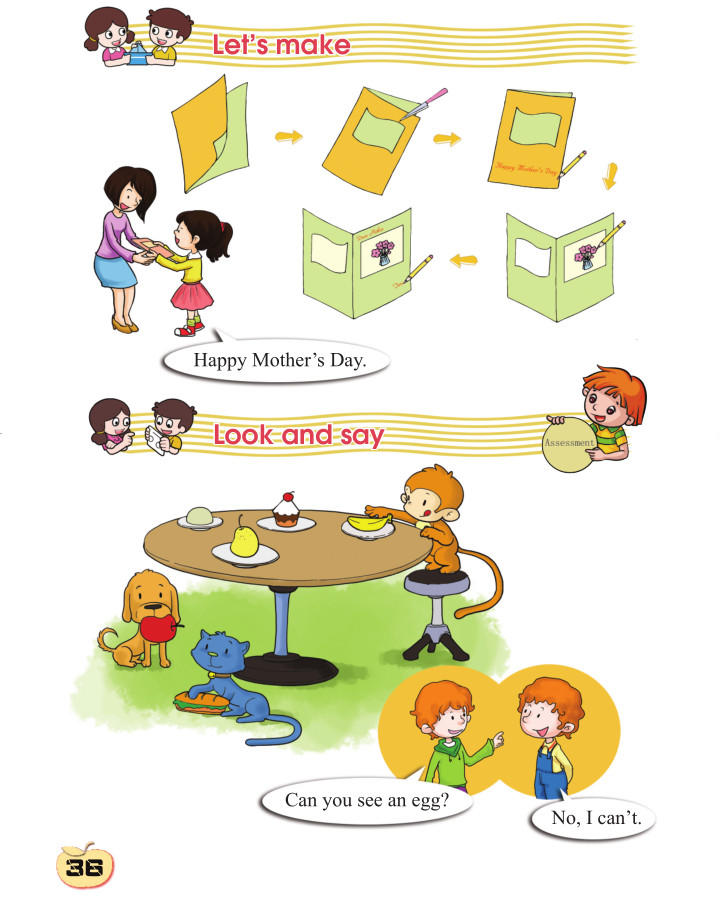 Let's make
Happy Mother's Day
Happy Mother's Day.
Look and say
Assessment
Can you see an egg?
No, I can't.
36